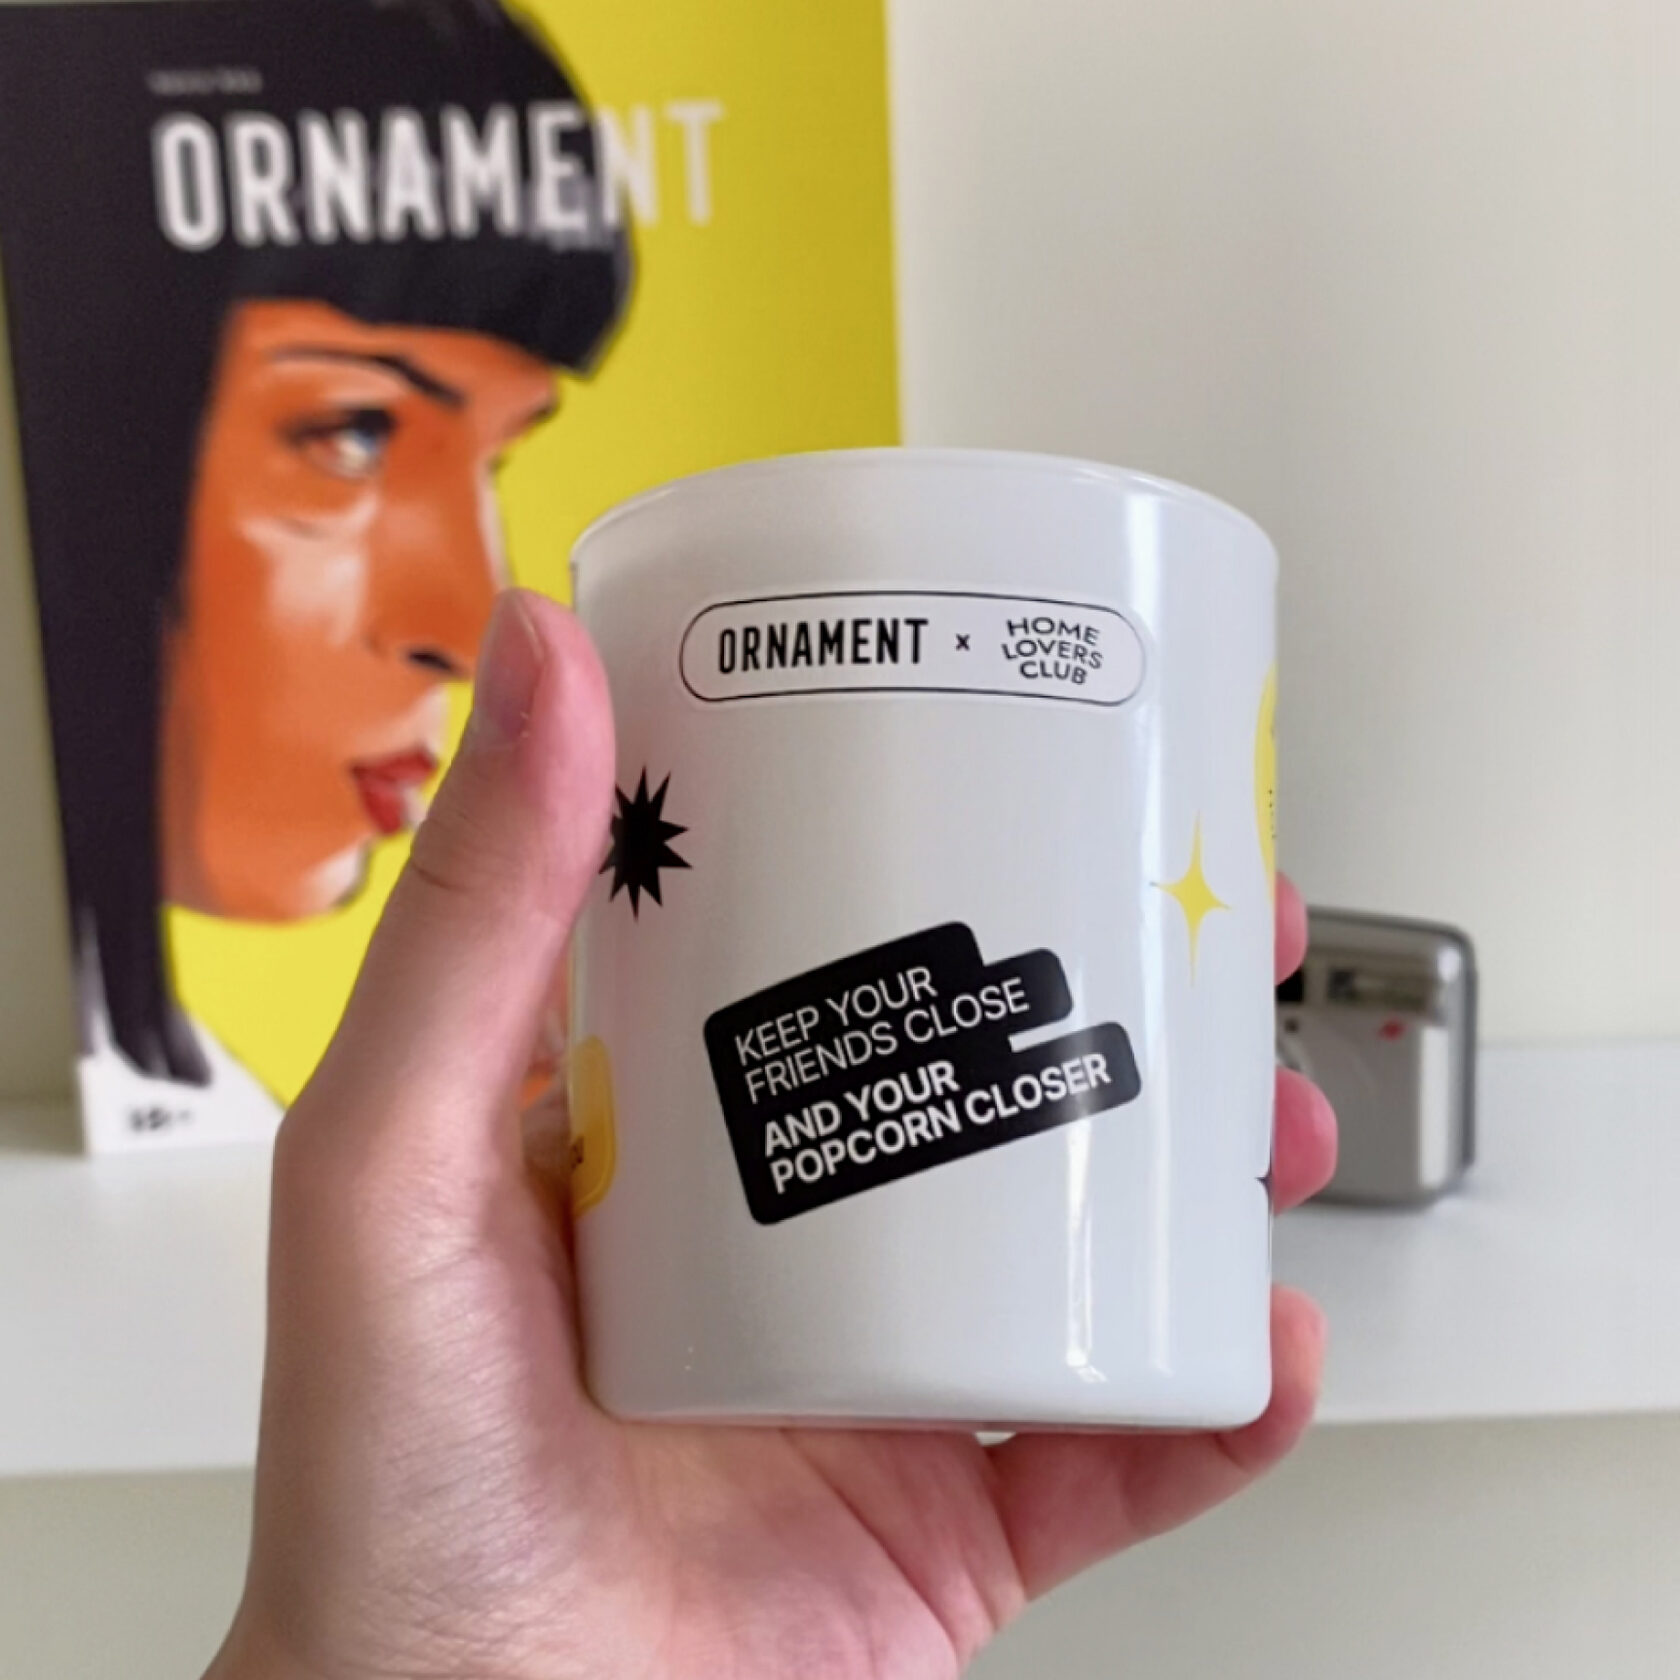 ORNAMENT
ORNAMENT x HOME
LOVERS
CLUB
KEEP YOUR
FRIENDS CLOSE
AND YOUR
POPCORN CLOSER